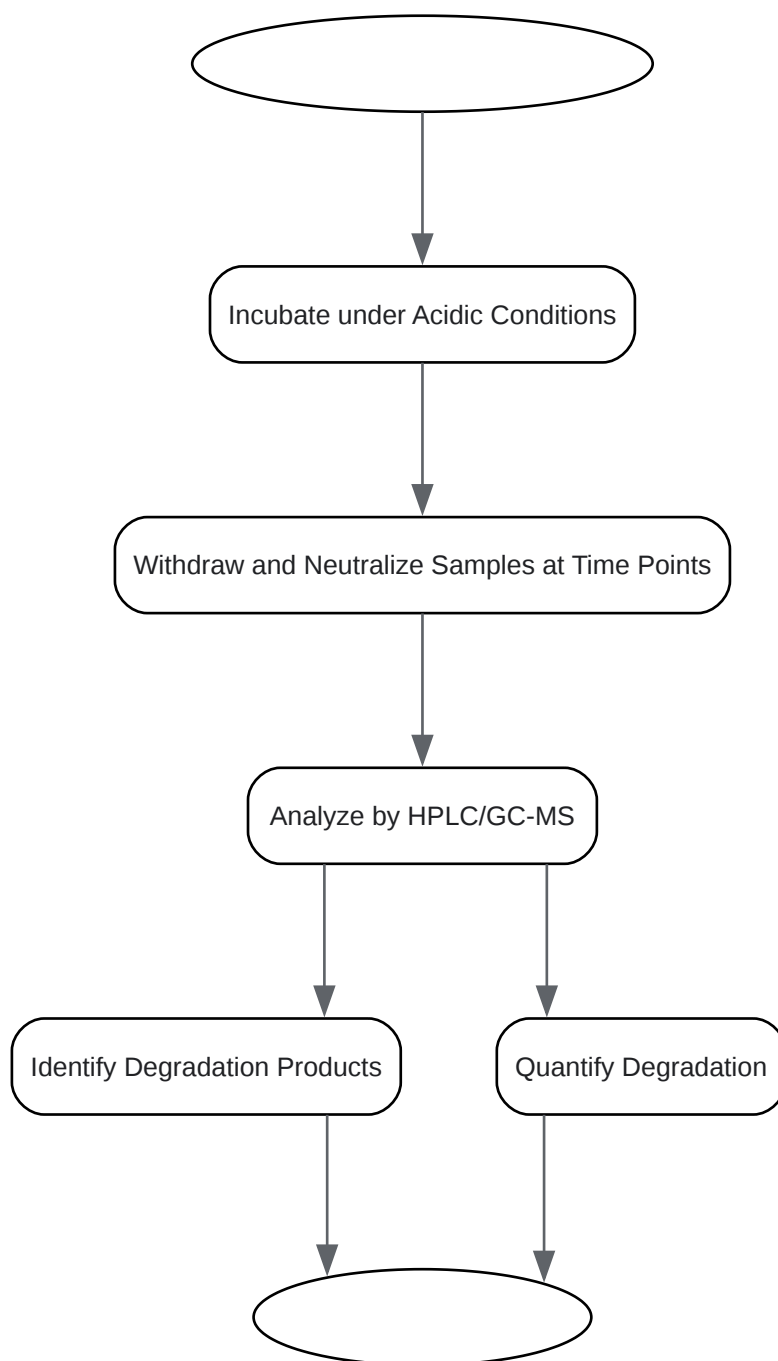 Incubate under Acidic Conditions
Withdraw and Neutralize Samples at Time Points
Analyze by HPLC/GC-MS
Identify Degradation Products
Quantify Degradation